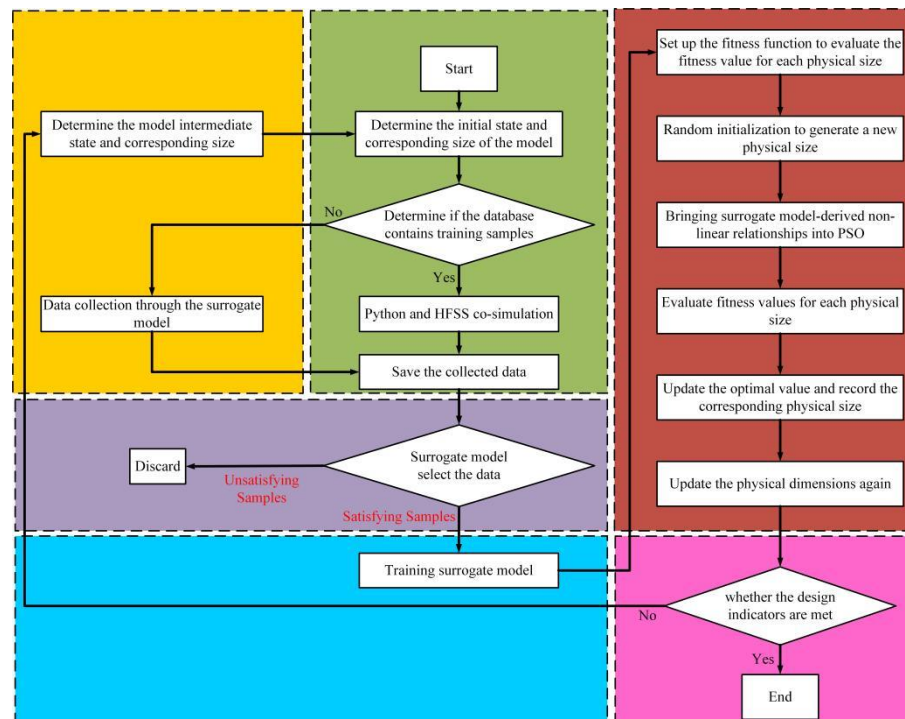 Start
Determine the model intermediate
state and corresponding size
Determine the initial state and
corresponding size of the model
No
Determine if the database
contains training samples
Yes
Data collection through the surrogate
model
Python and HFSS co-simulation
Save the collected data
Discard
Surrogate model
select the data
Unsatisfying
Samples
Satisfying Samples
Training surrogate model
Set up the fitness function to evaluate the
fitness value for each physical size
Random initialization to generate a new
physical size
Bringing surrogate model-derived non-
linear relationships into PSO
Evaluate fitness values for each physical
size
Update the optimal value and record the
corresponding physical size
Update the physical dimensions again
whether the design
indicators are met
No
Yes
End